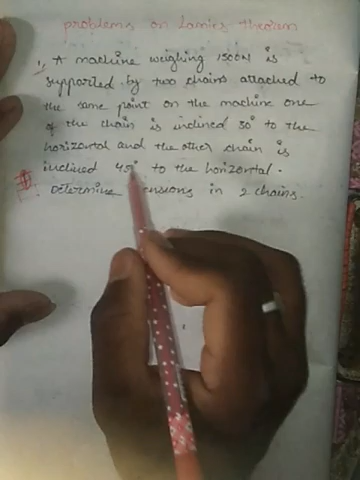 problems on Lamies theorem
1, A machine weighing 1500N is
supported by two chains attached to
the same point on the machine one
of the chain is inclined 30° to the
horizontal and the other chain is
inclined 45° to the horizontal.
Determine tensions in 2 chains.